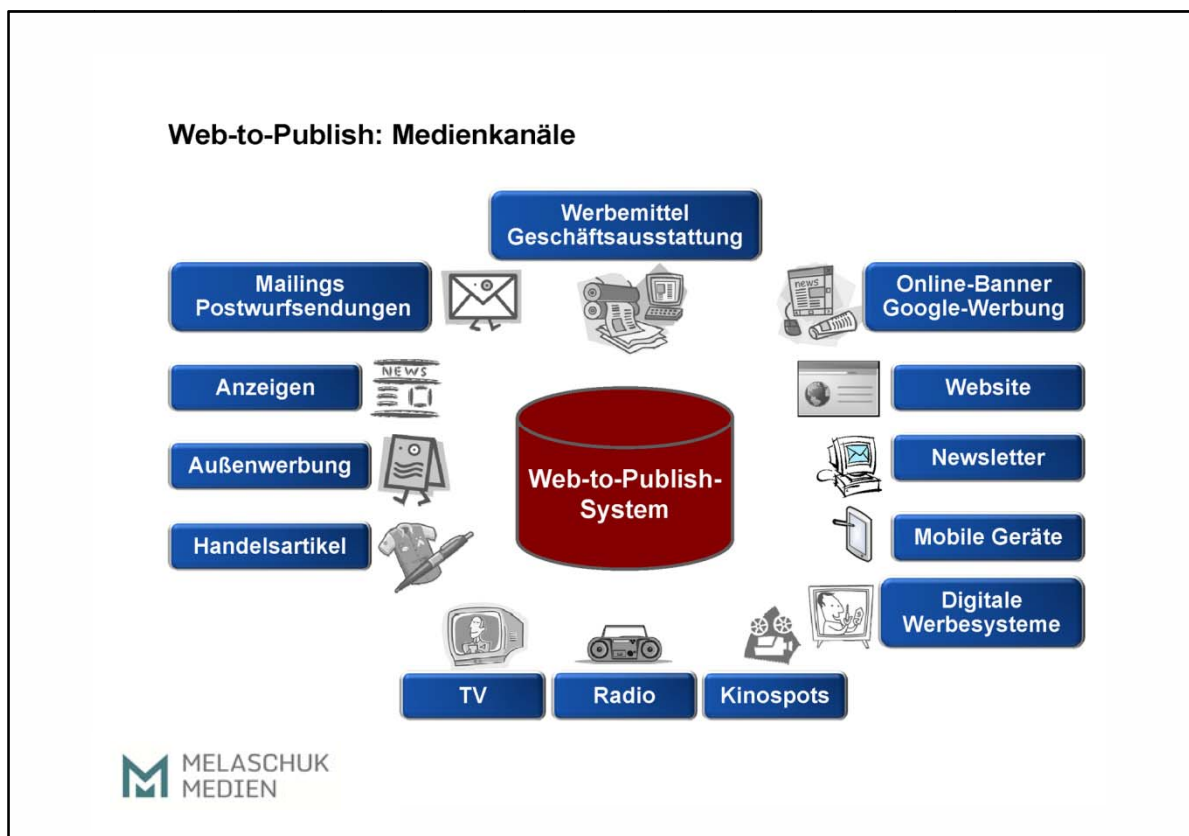 Web-to-Publish: Medienkanäle
Werbemittel
Geschäftsausstattung
Mailings
Postwurfsendungen
Online-Banner
Google-Werbung
news
Anzeigen
NEWS
Website
Außenwerbung
Newsletter
Web-to-Publish-
System
Handelsartikel
Mobile Geräte
Digitale
Werbesysteme
TV
Radio
Kinospots
MELASCHUK
MEDIEN